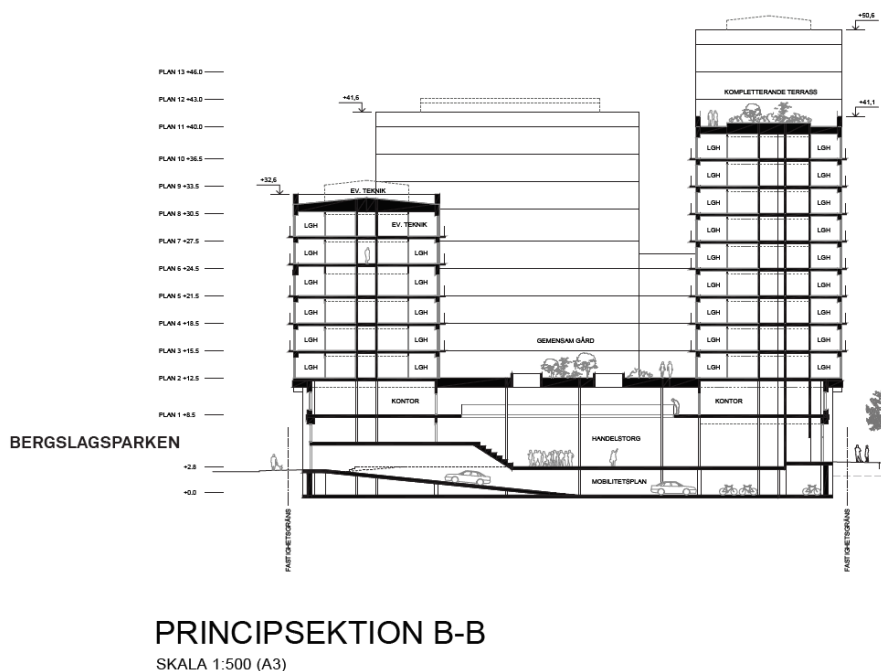 +50,6
PLAN 13 +46.0
KOMPLETTERANDE TERRASS
PLAN 12 +43.0
+41,5
+41,1
PLAN 11 +40.0
LGH LGH
PLAN 10 +36.5
LGH LGH
PLAN 9 +33.5
+32,6
EV. TEKNIK
LGH LGH
PLAN 8 +30.5
LGH EV. TEKNIK LGH LGH
PLAN 7 +27.5
LGH LGH LGH LGH
PLAN 6 +24.5
LGH LGH LGH LGH
PLAN 5 +21.5
LGH LGH LGH LGH
PLAN 4 +18.5
LGH LGH LGH LGH
GEMENSAM GÅRD
PLAN 3 +15.5
LGH LGH LGH LGH
PLAN 2 +12.5
KONTOR KONTOR
PLAN 1 +8.5
BERGSLAGSPARKEN
HANDELSTORG
+2.8
MOBILITETSPLAN
+0.0
FASTIGHETSGRÄNS
FASTIGHETSGRÄNS
PRINCIPSEKTION B-B
SKALA 1:500 (A3)